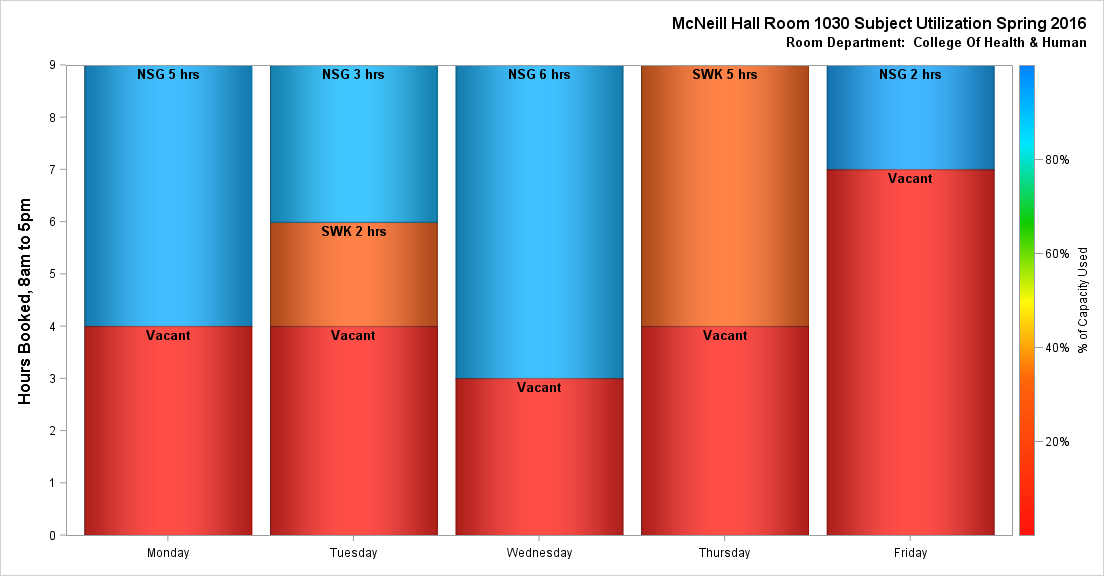 McNeill Hall Room 1030 Subject Utilization Spring 2016
Room Department:  College Of Health & Human
Hours Booked, 8am to 5pm
9
8
7
6
5
4
3
2
1
0
NSG 5 hrs
Vacant
NSG 3 hrs
SWK 2 hrs
Vacant
NSG 6 hrs
Vacant
SWK 5 hrs
Vacant
NSG 2 hrs
Vacant
Monday
Tuesday
Wednesday
Thursday
Friday
80%
60%
40%
20%
% of Capacity Used